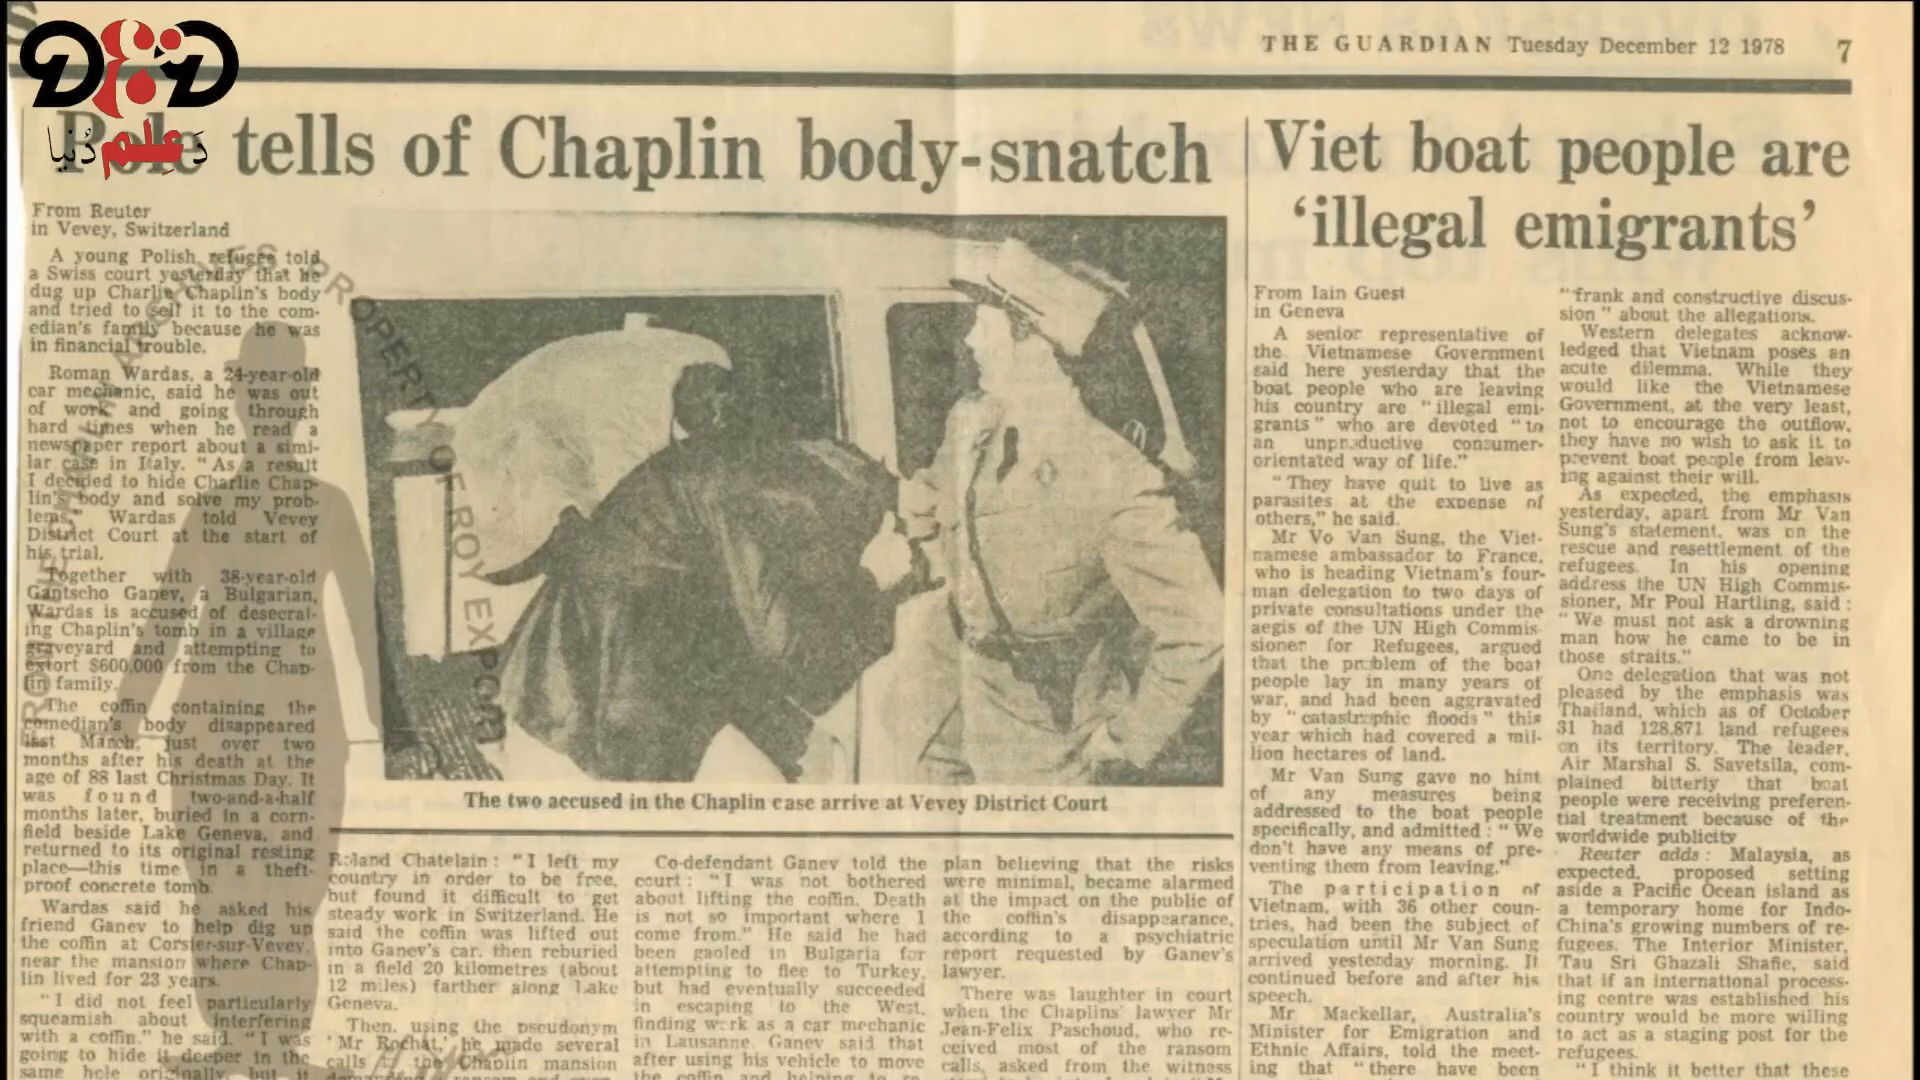 THE GUARDIAN Tuesday December 12 1978 7
D&D
دَ عِلم دُنیا
Pole tells of Chaplin body-snatch
From Reuter
in Vevey, Switzerland
A young Polish refugee told
a Swiss court yesterday that he
dug up Charlie Chaplin's body
and tried to sell it to the com-
edian's family because he was
in financial trouble.
Roman Wardas, a 24-year-old
car mechanic, said he was out
of work and going through
hard times when he read a
newspaper report about a simi-
lar case in Italy. "As a result
I decided to hide Charlie Chap-
lin's body and solve my prob-
lems," Wardas told Vevey
District Court at the start of
his trial.
Together with 38-year-old
Gantscho Ganev, a Bulgarian,
Wardas is accused of desecrat-
ing Chaplin's tomb in a village
graveyard and attempting to
extort $600,000 from the Chap-
lin family.
The coffin containing the
comedian's body disappeared
last March, just over two
months after his death at the
age of 88 last Christmas Day. It
was found two-and-a-half
months later, buried in a corn-
field beside Lake Geneva, and
returned to its original resting
place—this time in a theft-
proof concrete tomb.
Wardas said he asked his
friend Ganev to help dig up
the coffin at Corsier-sur-Vevey,
near the mansion where Chap-
lin lived for 23 years.
"I did not feel particularly
squeamish about interfering
with a coffin," he said. "I was
going to hide it deeper in the
same hole originally, but it
PROPERTY OF ROY EXPORT
The two accused in the Chaplin case arrive at Vevey District Court
Roland Chatelain: "I left my
country in order to be free,
but found it difficult to get
steady work in Switzerland. He
said the coffin was lifted out
into Ganev's car, then reburied
in a field 20 kilometres (about
12 miles) farther along Lake
Geneva.
Then, using the pseudonym
'Mr Rochat,' he made several
calls to the Chaplin mansion
Co-defendant Ganev told the
court: "I was not bothered
about lifting the coffin. Death
is not so important where I
come from." He said he had
been gaoled in Bulgaria for
attempting to flee to Turkey,
but had eventually succeeded
in escaping to the West,
finding work as a car mechanic
in Lausanne. Ganev said that
after using his vehicle to move
the coffin and helping to re-
plan believing that the risks
were minimal, became alarmed
at the impact on the public of
the coffin's disappearance,
according to a psychiatric
report requested by Ganev's
lawyer.
There was laughter in court
when the Chaplins' lawyer Mr
Jean-Felix Paschoud, who re-
ceived most of the ransom
calls, asked from the witness
Viet boat people are
'illegal emigrants'
From Iain Guest
in Geneva
A senior representative of
the Vietnamese Government
said here yesterday that the
boat people who are leaving
his country are "illegal emi-
grants" who are devoted "to
an unproductive consumer-
orientated way of life."
"They have quit to live as
parasites at the expense of
others," he said.
Mr Vo Van Sung, the Viet-
namese ambassador to France,
who is heading Vietnam's four-
man delegation to two days of
private consultations under the
aegis of the UN High Commis-
sioner for Refugees, argued
that the problem of the boat
people lay in many years of
war, and had been aggravated
by "catastrophic floods" this
year which had covered a mil-
lion hectares of land.
Mr Van Sung gave no hint
of any measures being
addressed to the boat people
specifically, and admitted: "We
don't have any means of pre-
venting them from leaving."
The participation of
Vietnam, with 36 other coun-
tries, had been the subject of
speculation until Mr Van Sung
arrived yesterday morning. It
continued before and after his
speech.
Mr Mackellar, Australia's
Minister for Emigration and
Ethnic Affairs, told the meet-
ing that "there have been
"frank and constructive discus-
sion" about the allegations.
Western delegates acknow-
ledged that Vietnam poses an
acute dilemma. While they
would like the Vietnamese
Government, at the very least,
not to encourage the outflow,
they have no wish to ask it to
prevent boat people from leav-
ing against their will.
As expected, the emphasis
yesterday, apart from Mr Van
Sung's statement, was on the
rescue and resettlement of the
refugees. In his opening
address the UN High Commis-
sioner, Mr Poul Hartling, said:
"We must not ask a drowning
man how he came to be in
those straits."
One delegation that was not
pleased by the emphasis was
Thailand, which as of October
31 had 128,871 land refugees
on its territory. The leader,
Air Marshal S. Savetsila, com-
plained bitterly that boat
people were receiving preferen-
tial treatment because of the
worldwide publicity
Reuter adds: Malaysia, as
expected, proposed setting
aside a Pacific Ocean island as
a temporary home for Indo-
China's growing numbers of re-
fugees. The Interior Minister,
Tau Sri Ghazali Shafie, said
that if an international process-
ing centre was established his
country would be more willing
to act as a staging post for the
refugees.
"I think it better that these